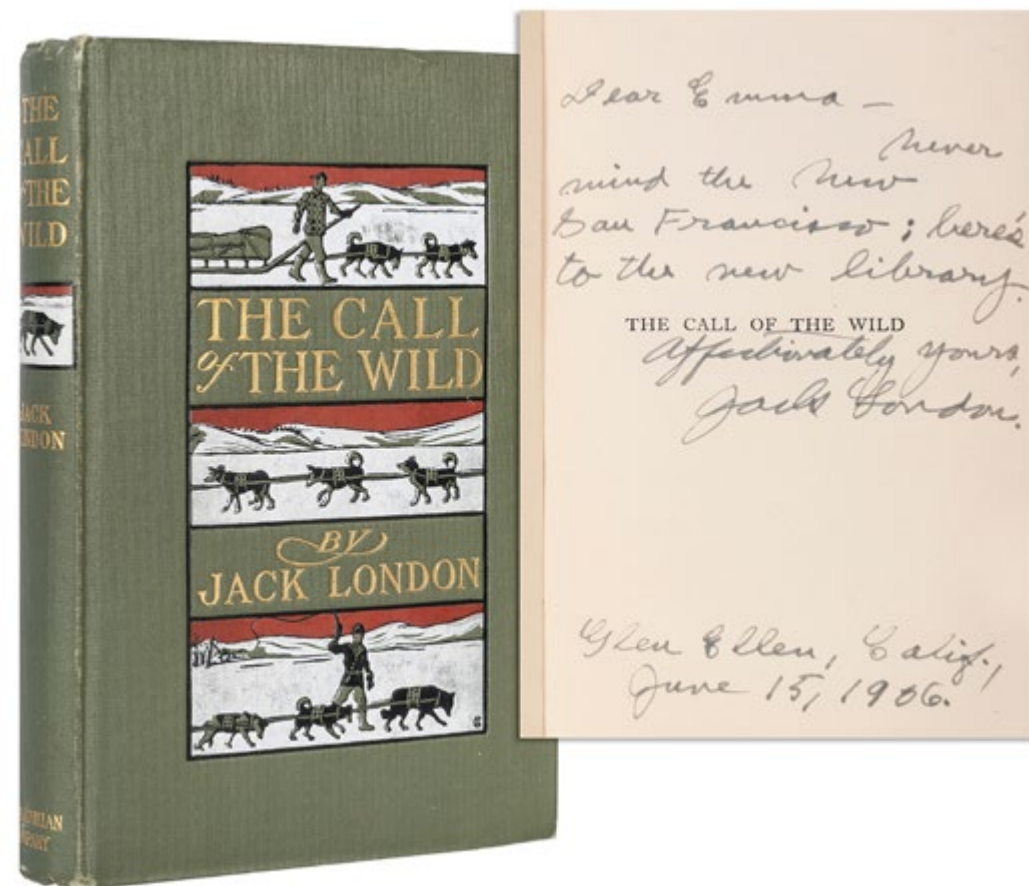 THE
ALL
THE
WILD
JACK
LONDON
MILLAN
THE CALL
of THE WILD
BY
JACK LONDON
Dear Emma —
Never
mind the new
San Francisco; here's
to the new library.
THE CALL OF THE WILD
Affectionately yours,
Jack London.
Glen Ellen, Calif.,
June 15, 1906.